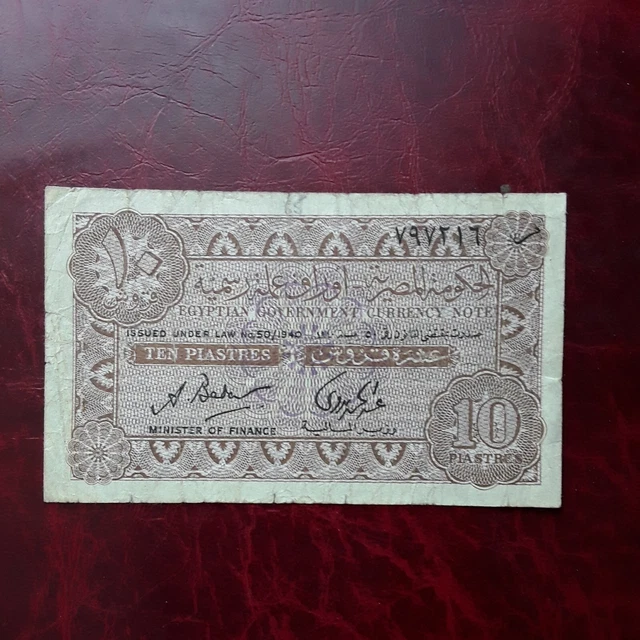 ٧٩٧٢١٦
١٠
قروش
الحكومة المصرية - أوراق عملة رسمية
EGYPTIAN GOVERNMENT CURRENCY NOTE
ISSUED UNDER LAW No.50/1940
TEN PIASTRES
عشرة قروش
MINISTER OF FINANCE
وزير المالية
10
PIASTRES